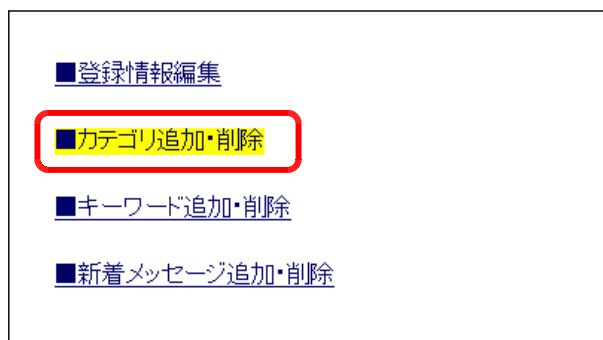 ■登録情報編集
■カテゴリ追加・削除
■キーワード追加・削除
■新着メッセージ追加・削除